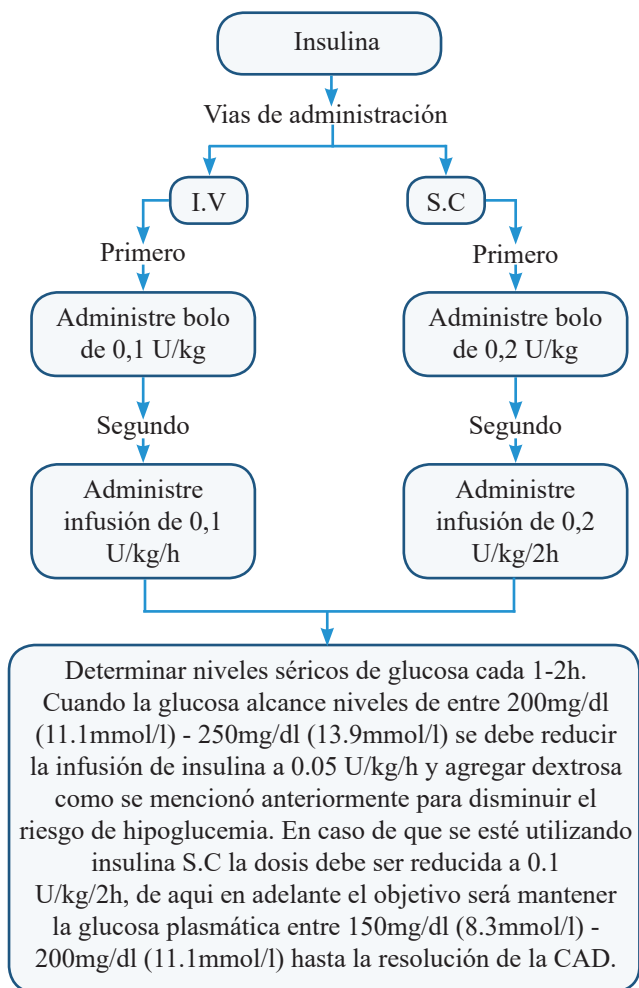 Insulina
Vias de administración
I.V
S.C
Primero
Primero
Administre bolo
de 0,1 U/kg
Administre bolo
de 0,2 U/kg
Segundo
Segundo
Administre
infusión de 0,1
U/kg/h
Administre
infusión de 0,2
U/kg/2h
Determinar niveles séricos de glucosa cada 1-2h.
Cuando la glucosa alcance niveles de entre 200mg/dl
(11.1mmol/l) - 250mg/dl (13.9mmol/l) se debe reducir
la infusión de insulina a 0.05 U/kg/h y agregar dextrosa
como se mencionó anteriormente para disminuir el
riesgo de hipoglucemia. En caso de que se esté utilizando
insulina S.C la dosis debe ser reducida a 0.1
U/kg/2h, de aqui en adelante el objetivo será mantener
la glucosa plasmática entre 150mg/dl (8.3mmol/l) -
200mg/dl (11.1mmol/l) hasta la resolución de la CAD.